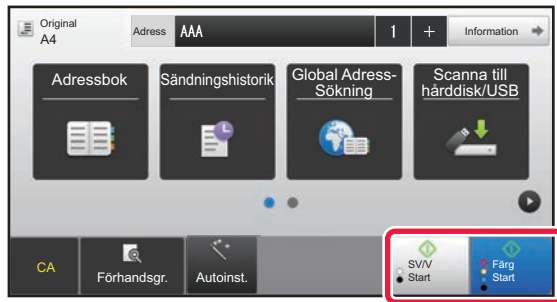 Original
A4
Adress AAA 1 + Information
Adressbok
Sändningshistorik
Global Adress-
Sökning
Scanna till
hårddisk/USB
CA
Förhandsgr.
Autoinst.
SV/V
Start
Färg
Start